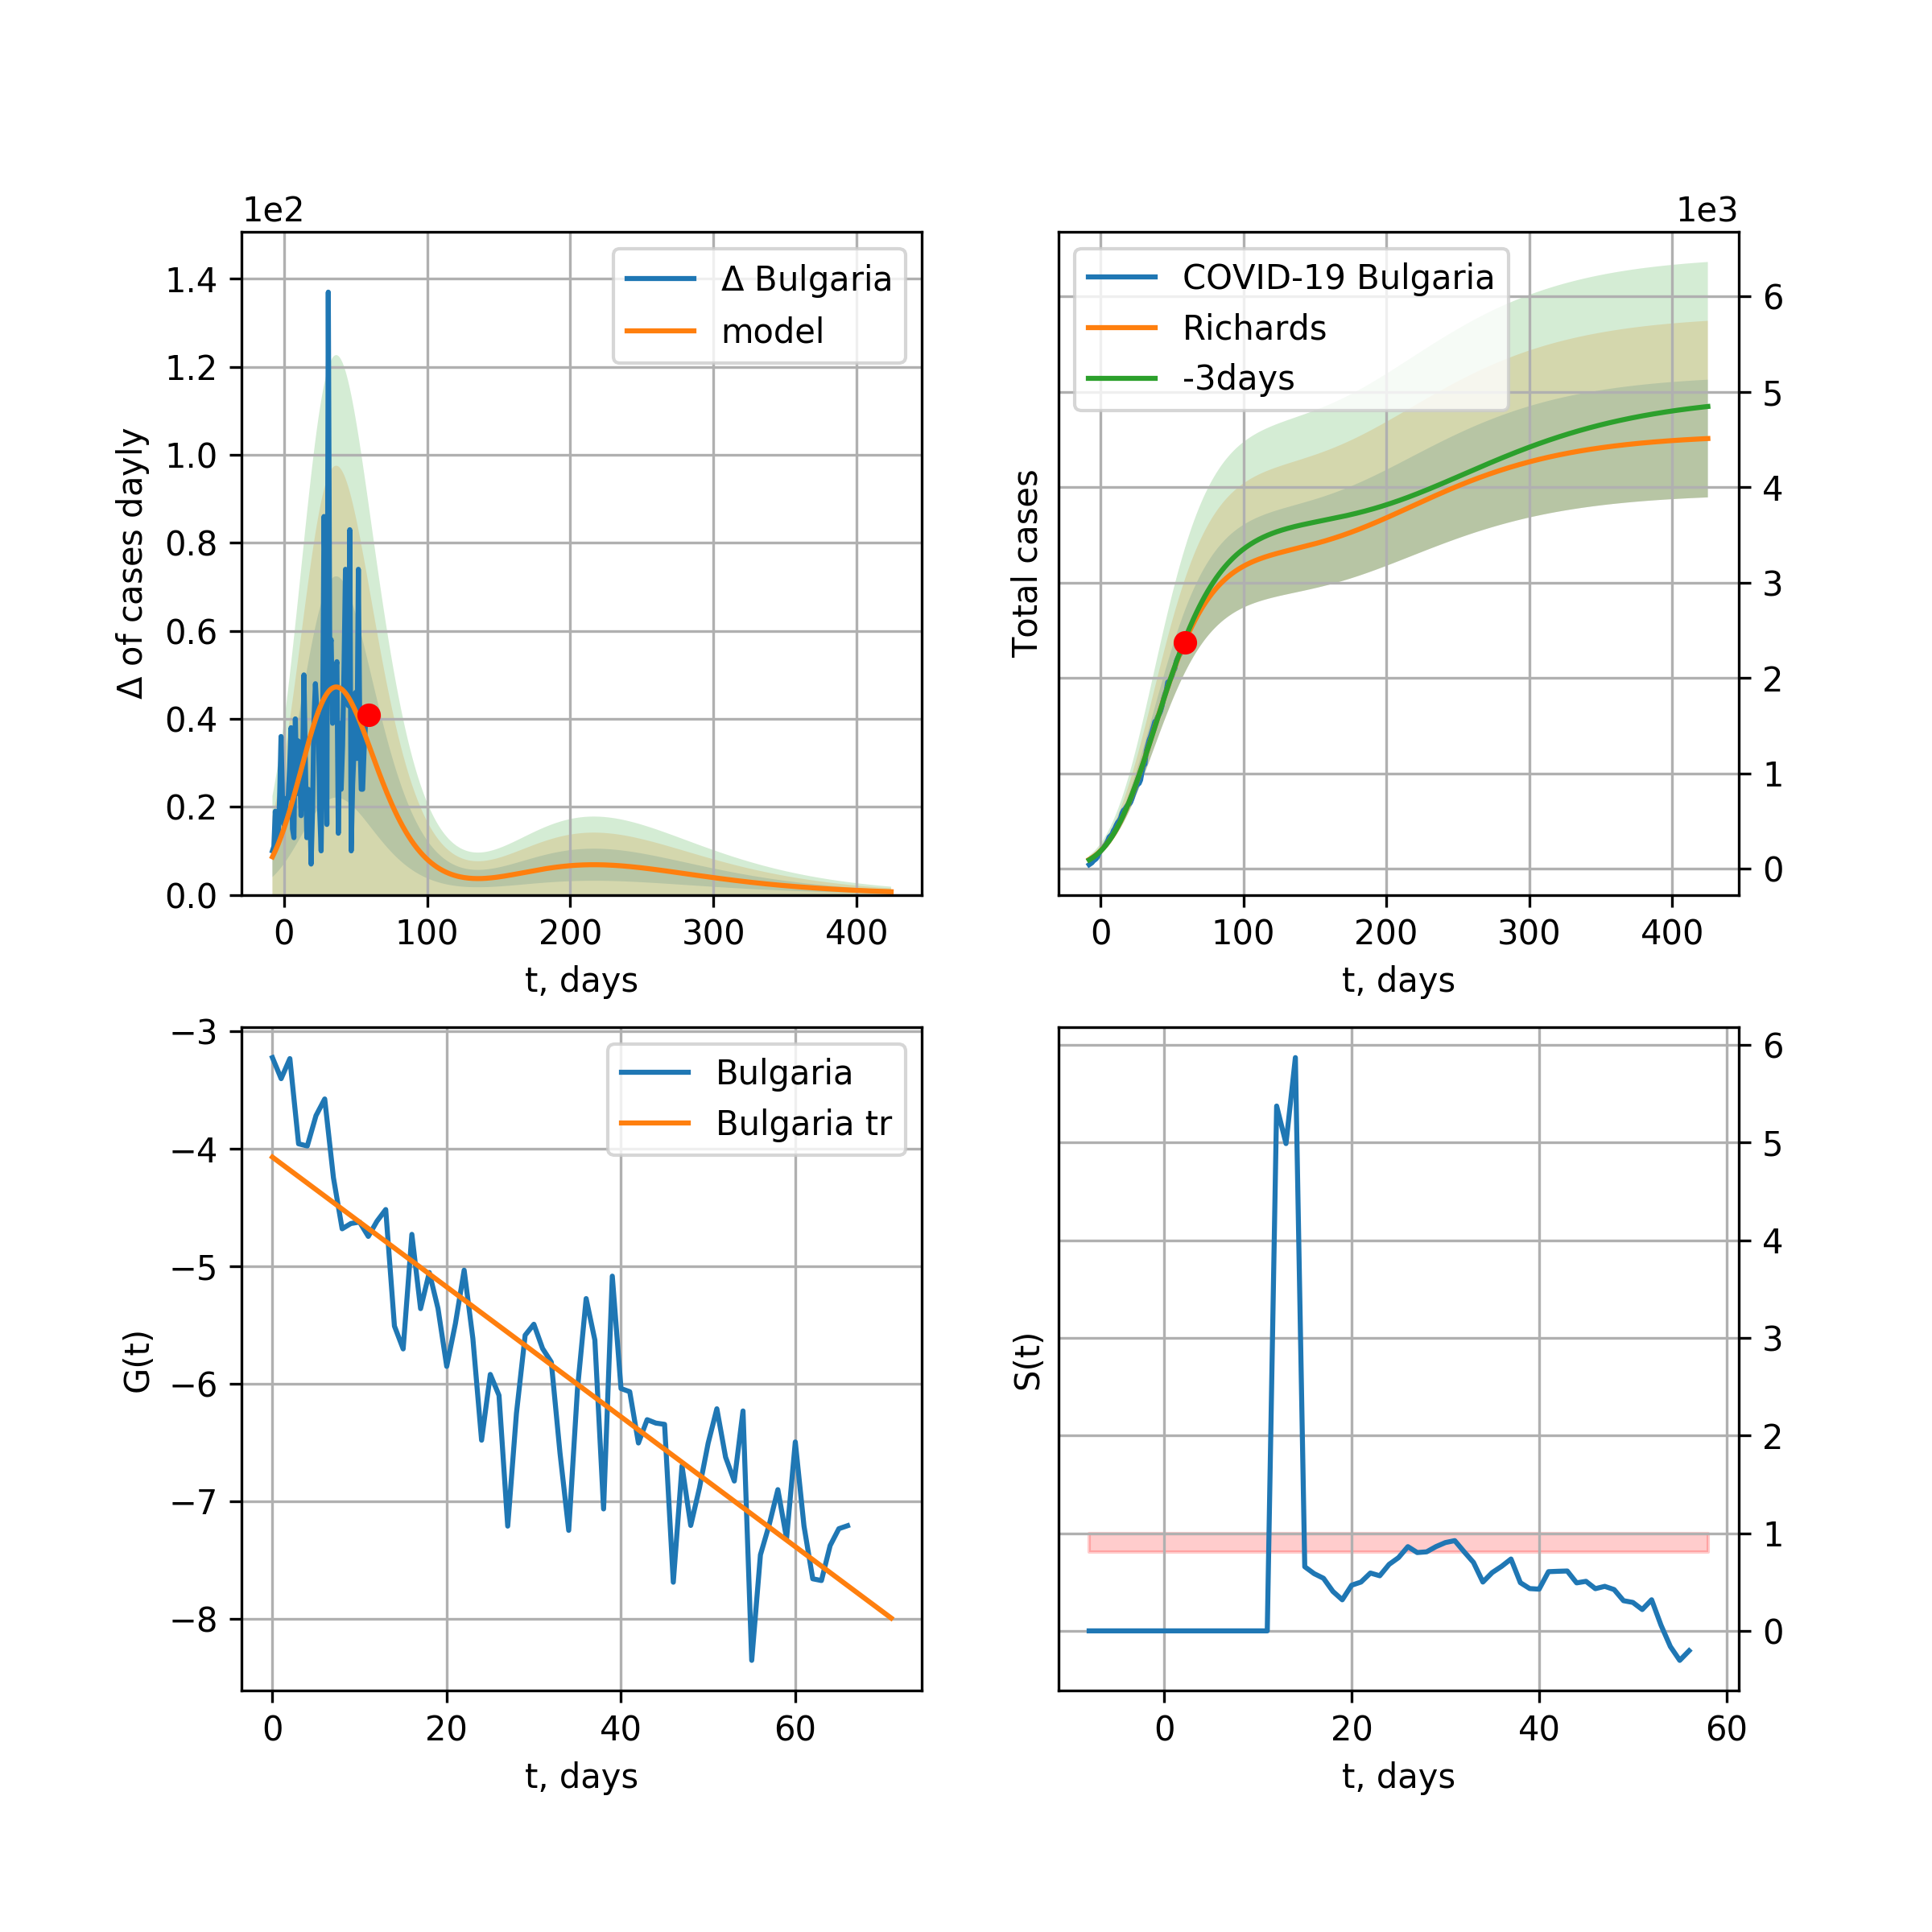 1e2
Δ of cases dayly
1.4
1.2
1.0
0.8
0.6
0.4
0.2
0.0
0 100 200 300 400
t, days
Δ Bulgaria
model
1e3
Total cases
6
5
4
3
2
1
0
0 100 200 300 400
t, days
COVID-19 Bulgaria
Richards
-3days
G(t)
−3
−4
−5
−6
−7
−8
0 20 40 60
t, days
Bulgaria
Bulgaria tr
S(t)
6
5
4
3
2
1
0
0 20 40 60
t, days